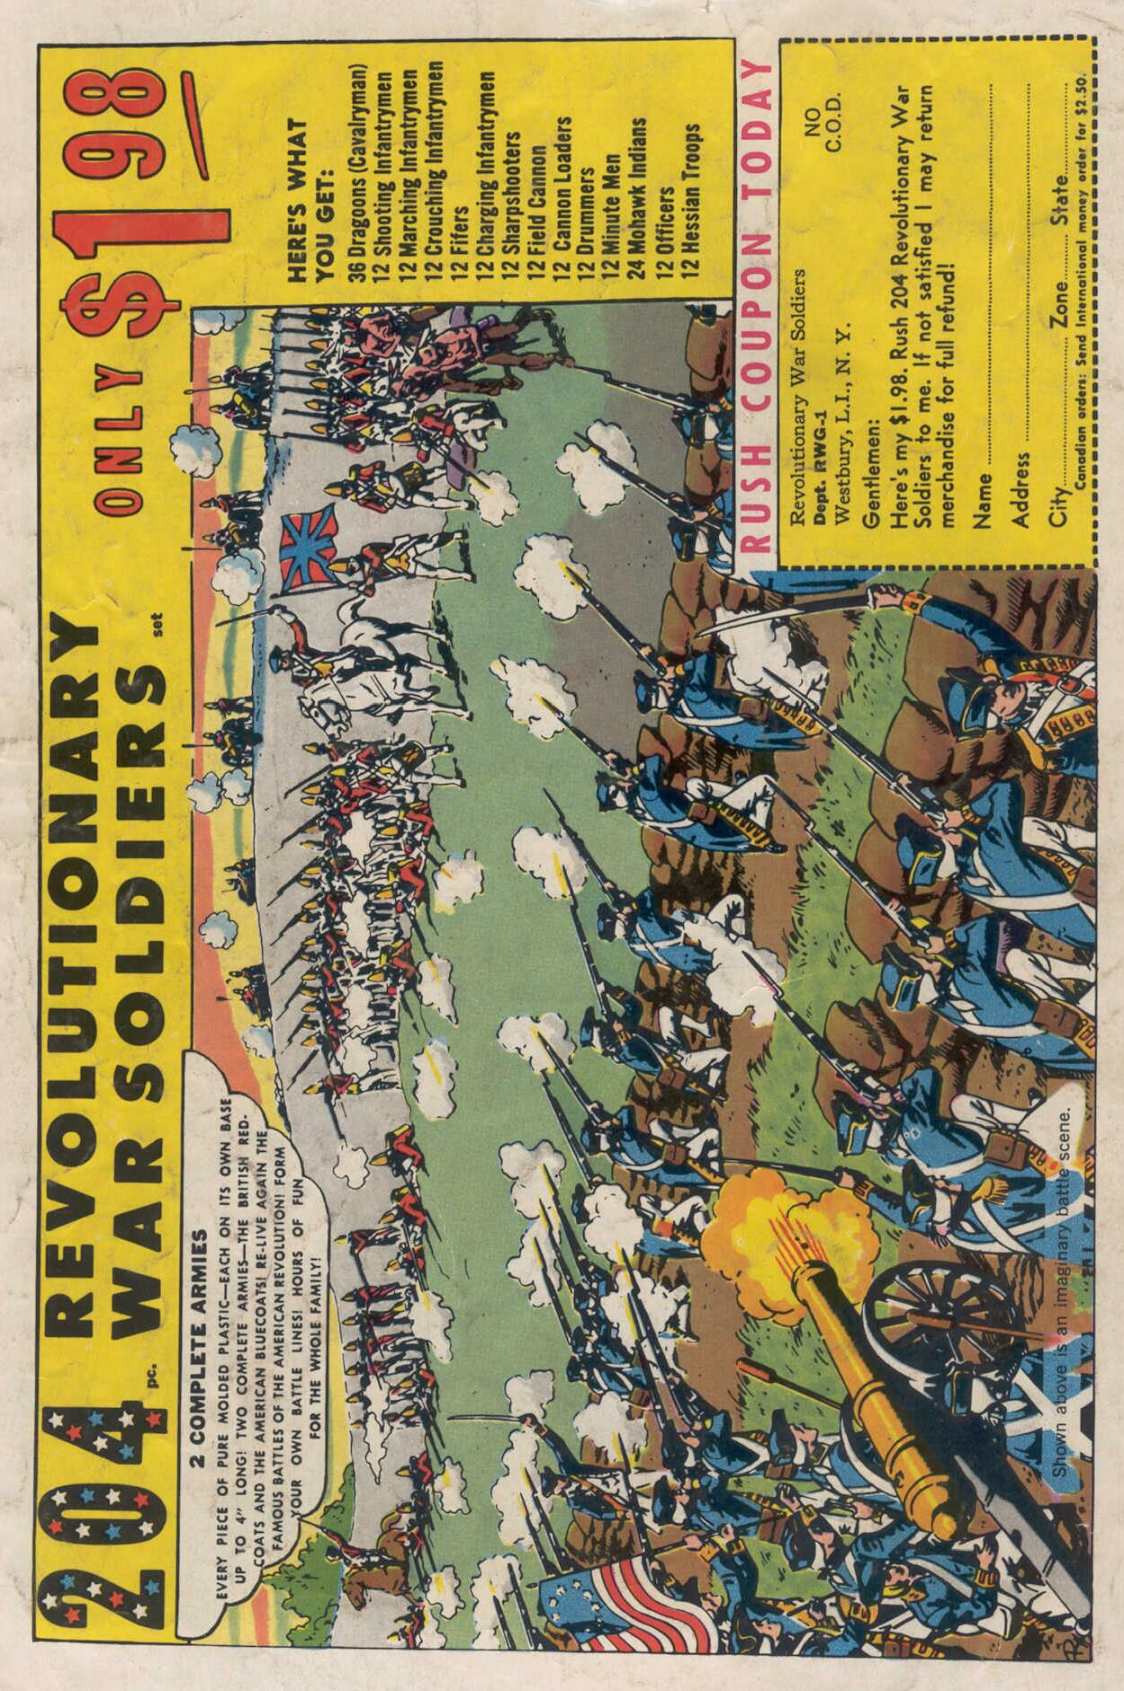 204 pc. REVOLUTIONARY
WAR SOLDIERS set
ONLY $1 98
2 COMPLETE ARMIES
EVERY PIECE OF PURE MOLDED PLASTIC—EACH ON ITS OWN BASE
UP TO 4" LONG! TWO COMPLETE ARMIES—THE BRITISH RED-
COATS AND THE AMERICAN BLUECOATS! RE-LIVE AGAIN THE
FAMOUS BATTLES OF THE AMERICAN REVOLUTION! FORM
YOUR OWN BATTLE LINES! HOURS OF FUN
FOR THE WHOLE FAMILY!
HERE'S WHAT
YOU GET:
36 Dragoons (Cavalryman)
12 Shooting Infantrymen
12 Marching Infantrymen
12 Crouching Infantrymen
12 Fifers
12 Charging Infantrymen
12 Sharpshooters
12 Field Cannon
12 Cannon Loaders
12 Drummers
12 Minute Men
24 Mohawk Indians
12 Officers
12 Hessian Troops
Shown above is an imaginary battle scene.
RUSH COUPON TODAY
Revolutionary War Soldiers
Dept. RWG-1
Westbury, L.I., N. Y.
NO
C.O.D.
Gentlemen:
Here's my $1.98. Rush 204 Revolutionary War
Soldiers to me. If not satisfied I may return
merchandise for full refund!
Name
Address
City Zone State
Canadian orders: Send International money order for $2.50.